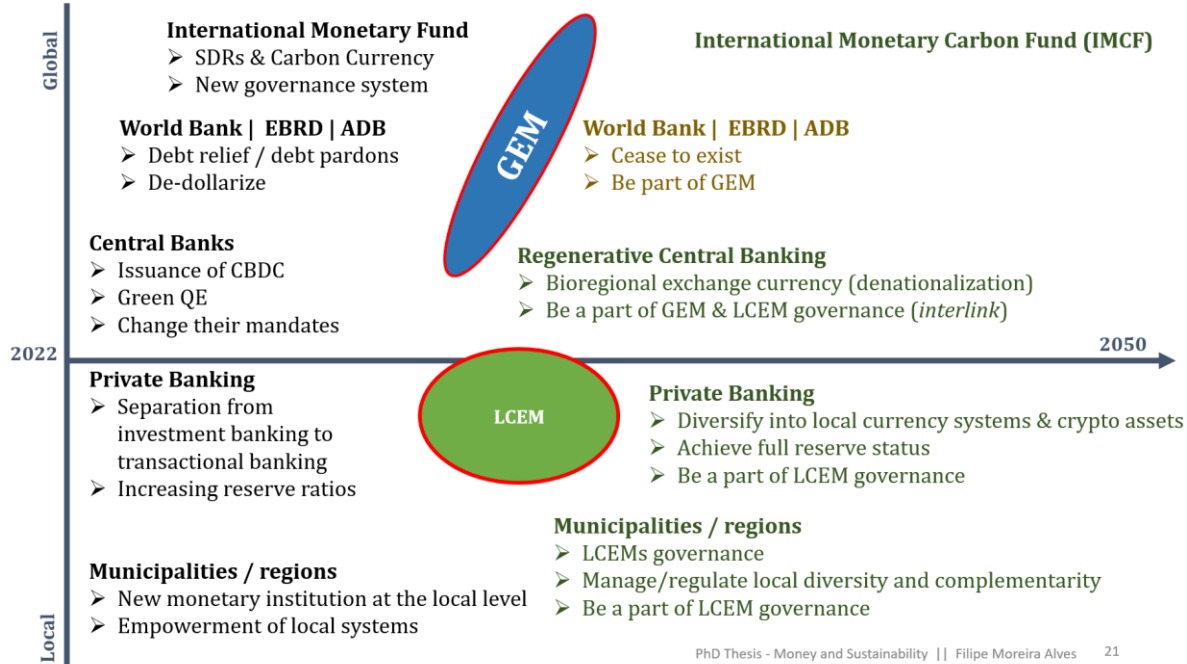 Global
International Monetary Fund
➢ SDRs & Carbon Currency
➢ New governance system
World Bank | EBRD | ADB
➢ Debt relief / debt pardons
➢ De-dollarize
Central Banks
➢ Issuance of CBDC
➢ Green QE
➢ Change their mandates
GEM
International Monetary Carbon Fund (IMCF)
World Bank | EBRD | ADB
➢ Cease to exist
➢ Be part of GEM
Regenerative Central Banking
➢ Bioregional exchange currency (denationalization)
➢ Be a part of GEM & LCEM governance (interlink)
2022
2050
Private Banking
➢ Separation from
investment banking to
transactional banking
➢ Increasing reserve ratios
Municipalities / regions
➢ New monetary institution at the local level
➢ Empowerment of local systems
LCEM
Private Banking
➢ Diversify into local currency systems & crypto assets
➢ Achieve full reserve status
➢ Be a part of LCEM governance
Municipalities / regions
➢ LCEMs governance
➢ Manage/regulate local diversity and complementarity
➢ Be a part of LCEM governance
Local
PhD Thesis - Money and Sustainability || Filipe Moreira Alves 21